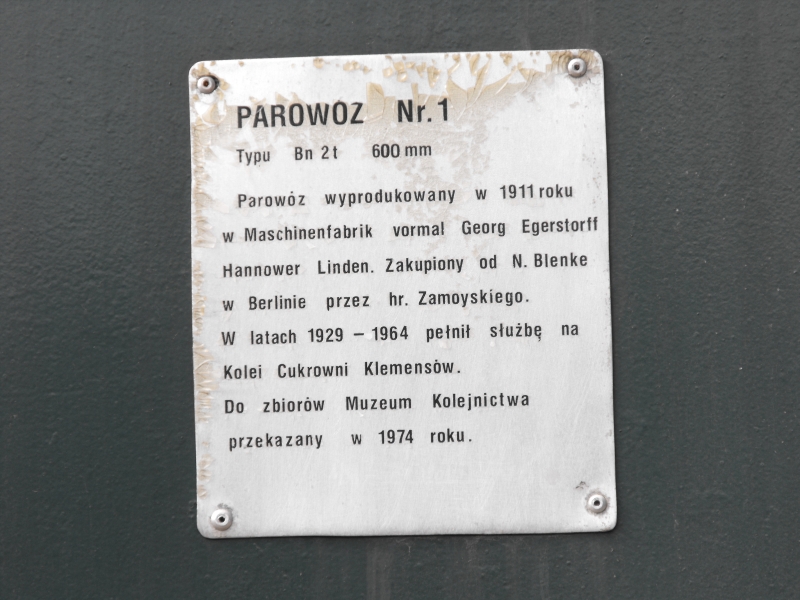 PAROWÓZ Nr. 1
Typu Bn 2t 600 mm
Parowóz wyprodukowany w 1911 roku
w Maschinenfabrik vormal Georg Egerstorff
Hannower Linden. Zakupiony od N. Blenke
w Berlinie przez hr. Zamoyskiego.
W latach 1929 – 1964 pełnił służbę na
Kolei Cukrowni Klemensów.
Do zbiorów Muzeum Kolejnictwa
przekazany w 1974 roku.